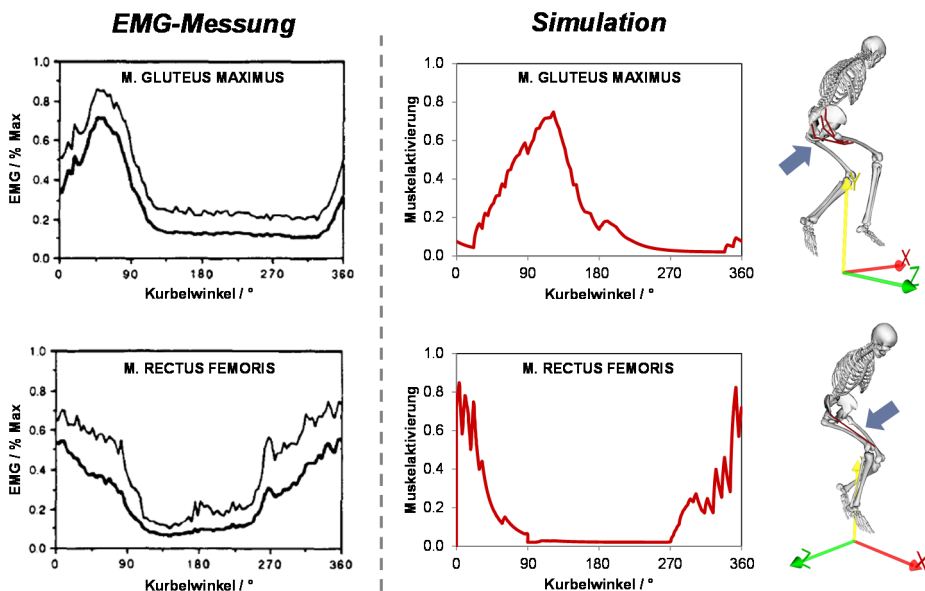 EMG-Messung
Simulation
M. GLUTEUS MAXIMUS
EMG / % Max
1.0
0.8
0.6
0.4
0.2
0.0
0 90 180 270 360
Kurbelwinkel / °
M. GLUTEUS MAXIMUS
Muskelaktivierung
1.0
0.8
0.6
0.4
0.2
0.0
0 90 180 270 360
Kurbelwinkel / °
Y
X
Z
M. RECTUS FEMORIS
EMG / % Max
1.0
0.8
0.6
0.4
0.2
0.0
0 90 180 270 360
Kurbelwinkel / °
M. RECTUS FEMORIS
Muskelaktivierung
1.0
0.8
0.6
0.4
0.2
0.0
0 90 180 270 360
Kurbelwinkel / °
Z
X